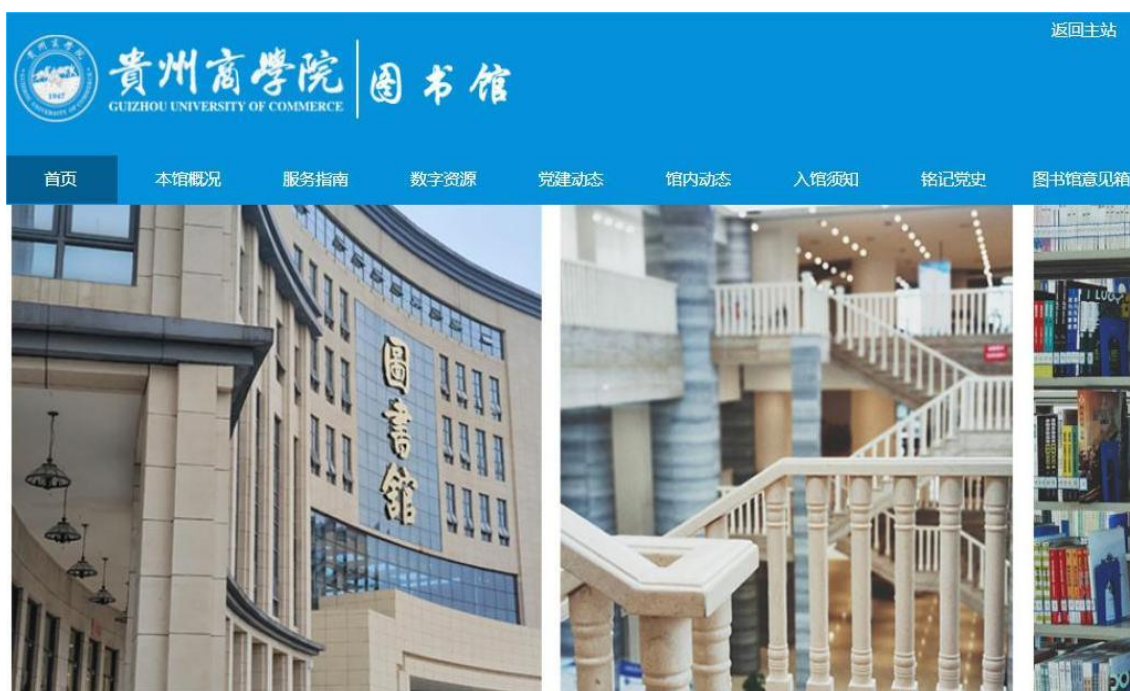 返回主站
貴州商學院
GUIZHOU UNIVERSITY OF COMMERCE
图书馆
首页 本馆概况 服务指南 数字资源 党建动态 馆内动态 入馆须知 铭记党史 图书馆意见箱
圖書館